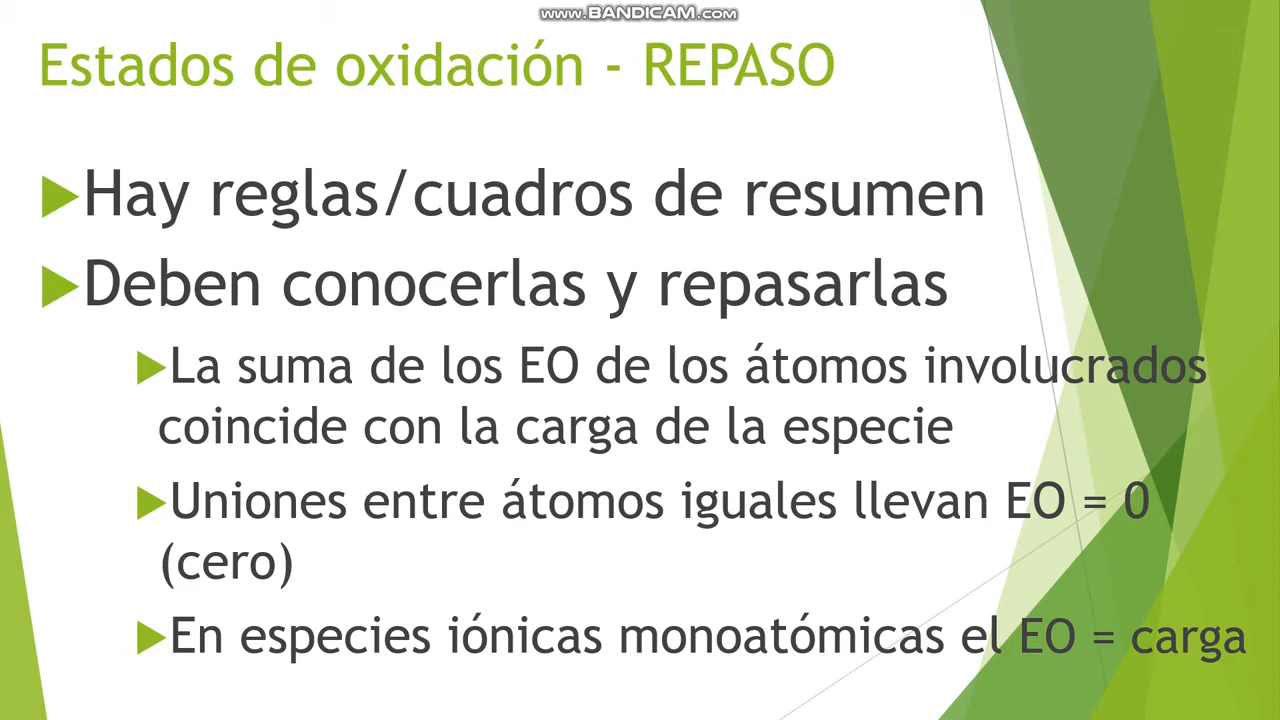 www.BANDICAM.com
Estados de oxidación - REPASO
Hay reglas/cuadros de resumen
Deben conocerlas y repasarlas
La suma de los EO de los átomos involucrados
coincide con la carga de la especie
Uniones entre átomos iguales llevan EO = 0
(cero)
En especies iónicas monoatómicas el EO = carga